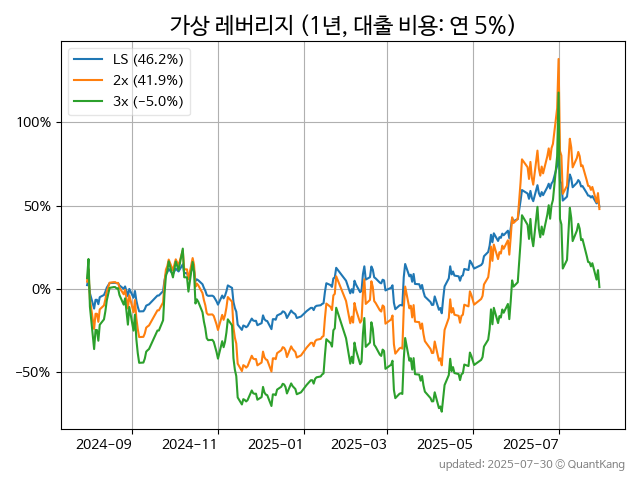 가상 레버리지 (1년, 대출 비용: 연 5%)
LS (46.2%)
2x (41.9%)
3x (−5.0%)
100%
50%
0%
−50%
2024-09 2024-11 2025-01 2025-03 2025-05 2025-07
updated: 2025-07-30 © QuantKang